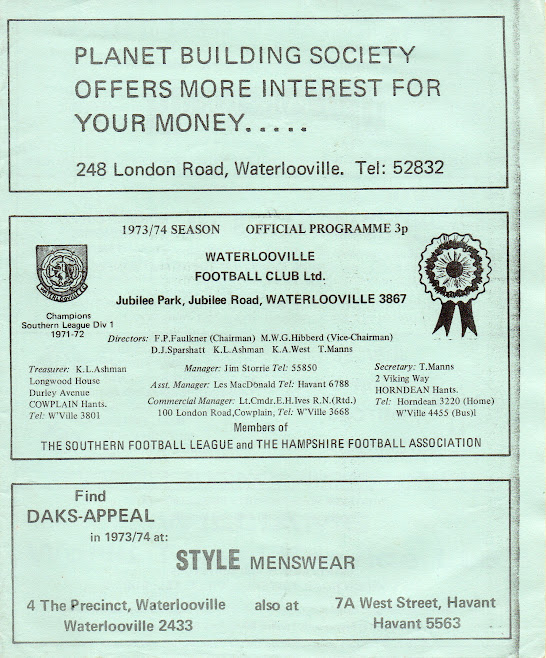 PLANET BUILDING SOCIETY
OFFERS MORE INTEREST FOR
YOUR MONEY.....
248 London Road, Waterlooville. Tel: 52832
1973/74 SEASON OFFICIAL PROGRAMME 3p
WATERLOOVILLE
FOOTBALL CLUB Ltd.
Jubilee Park, Jubilee Road, WATERLOOVILLE 3867
Champions
Southern League Div 1
1971-72
Directors: F.P.Faulkner (Chairman) M.W.G.Hibberd (Vice-Chairman)
D.J.Sparshatt K.L.Ashman K.A.West T.Manns
Treasurer: K.L.Ashman
Longwood House
Durley Avenue
COWPLAIN Hants.
Tel: W'Ville 3801
Manager: Jim Storrie Tel: 55850
Asst. Manager: Les MacDonald Tel: Havant 6788
Commercial Manager: Lt.Cmdr.E.H.Ives R.N.(Rtd.)
100 London Road,Cowplain, Tel: W'Ville 3668
Secretary: T.Manns
2 Viking Way
HORNDEAN Hants.
Tel: Horndean 3220 (Home)
W'Ville 4455 (Bus)l
Members of
THE SOUTHERN FOOTBALL LEAGUE and THE HAMPSHIRE FOOTBALL ASSOCIATION
Find
DAKS-APPEAL
in 1973/74 at:
STYLE MENSWEAR
4 The Precinct, Waterlooville also at 7A West Street, Havant
Waterlooville 2433 Havant 5563